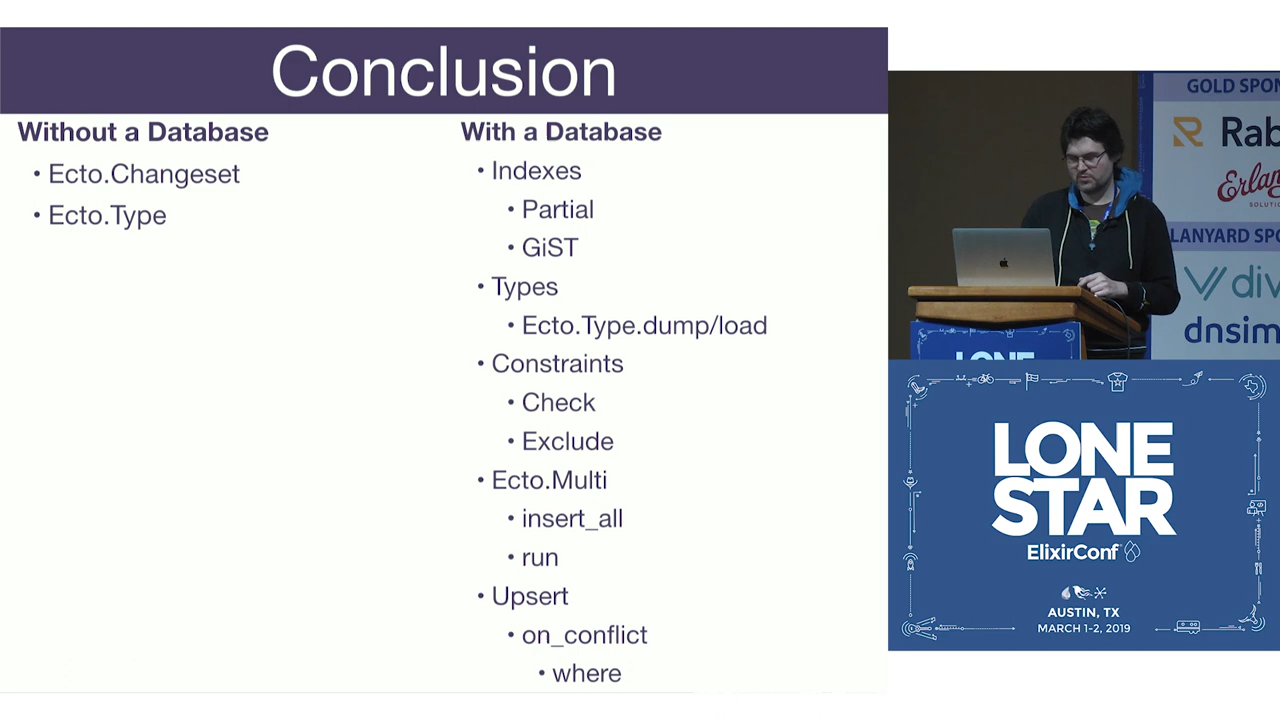 Conclusion
Without a Database
• Ecto.Changeset
• Ecto.Type
With a Database
• Indexes
• Partial
• GiST
• Types
• Ecto.Type.dump/load
• Constraints
• Check
• Exclude
• Ecto.Multi
• insert_all
• run
• Upsert
• on_conflict
• where
GOLD SPON
Rab
Erlan
SOLUTIO
LANYARD SPO
div
dnsim
LONE
LONE
STAR
ElixirConf
AUSTIN, TX
MARCH 1-2, 2019